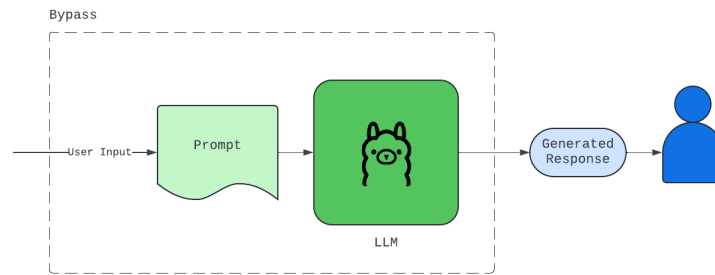 Bypass
User Input
Prompt
LLM
Generated
Response